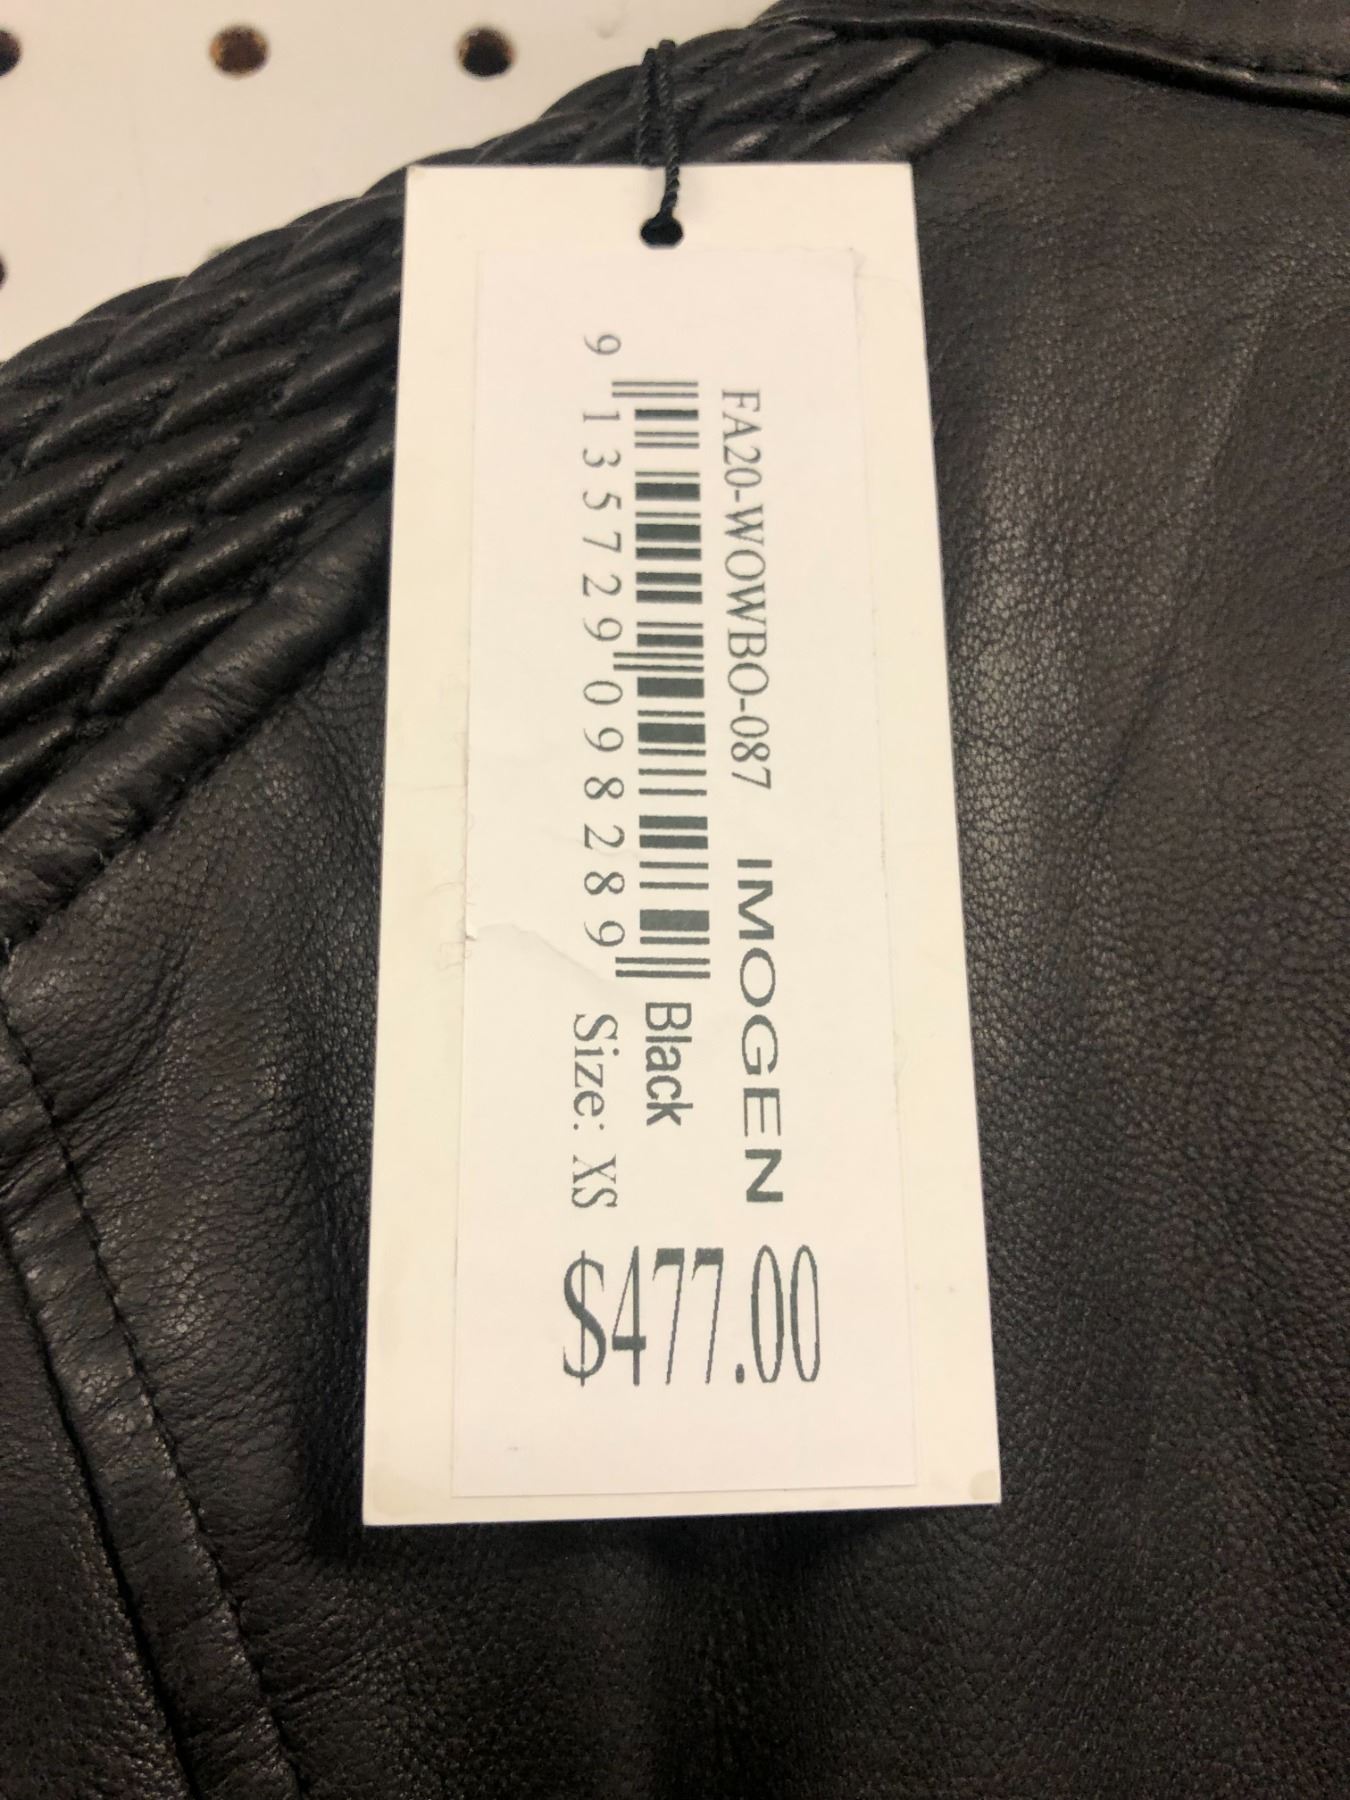 FA20-WOWBO-087 IMOGEN
9 135729 098289
Black
Size: XS
$477.00